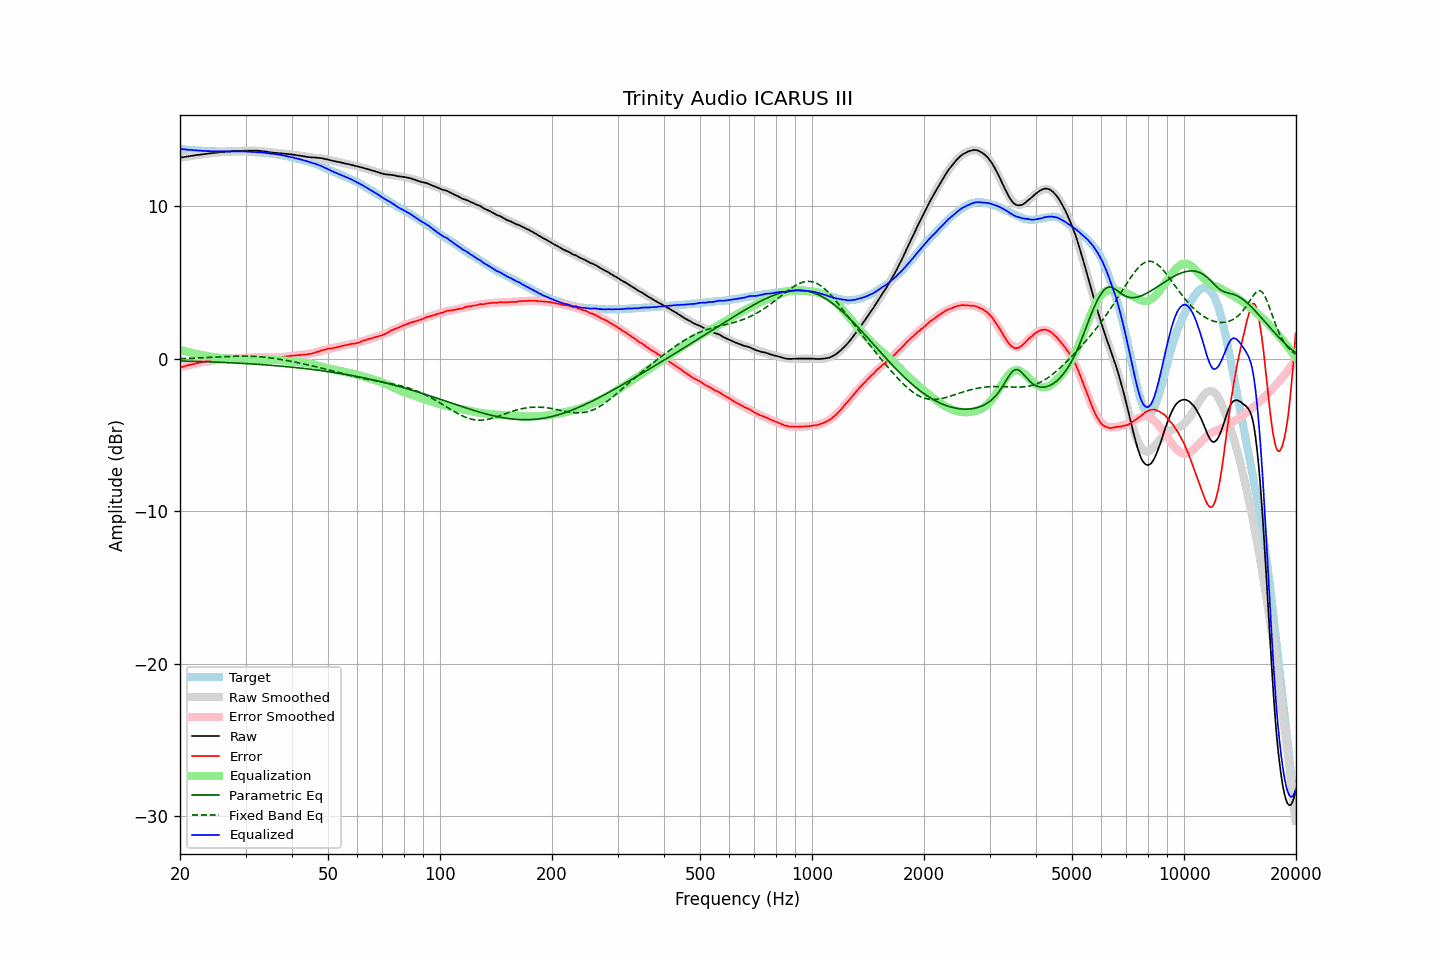 Trinity Audio ICARUS III
Amplitude (dBr)
10
0
−10
−20
−30
Target
Raw Smoothed
Error Smoothed
Raw
Error
Equalization
Parametric Eq
Fixed Band Eq
Equalized
20 50 100 200 500 1000 2000 5000 10000 20000
Frequency (Hz)